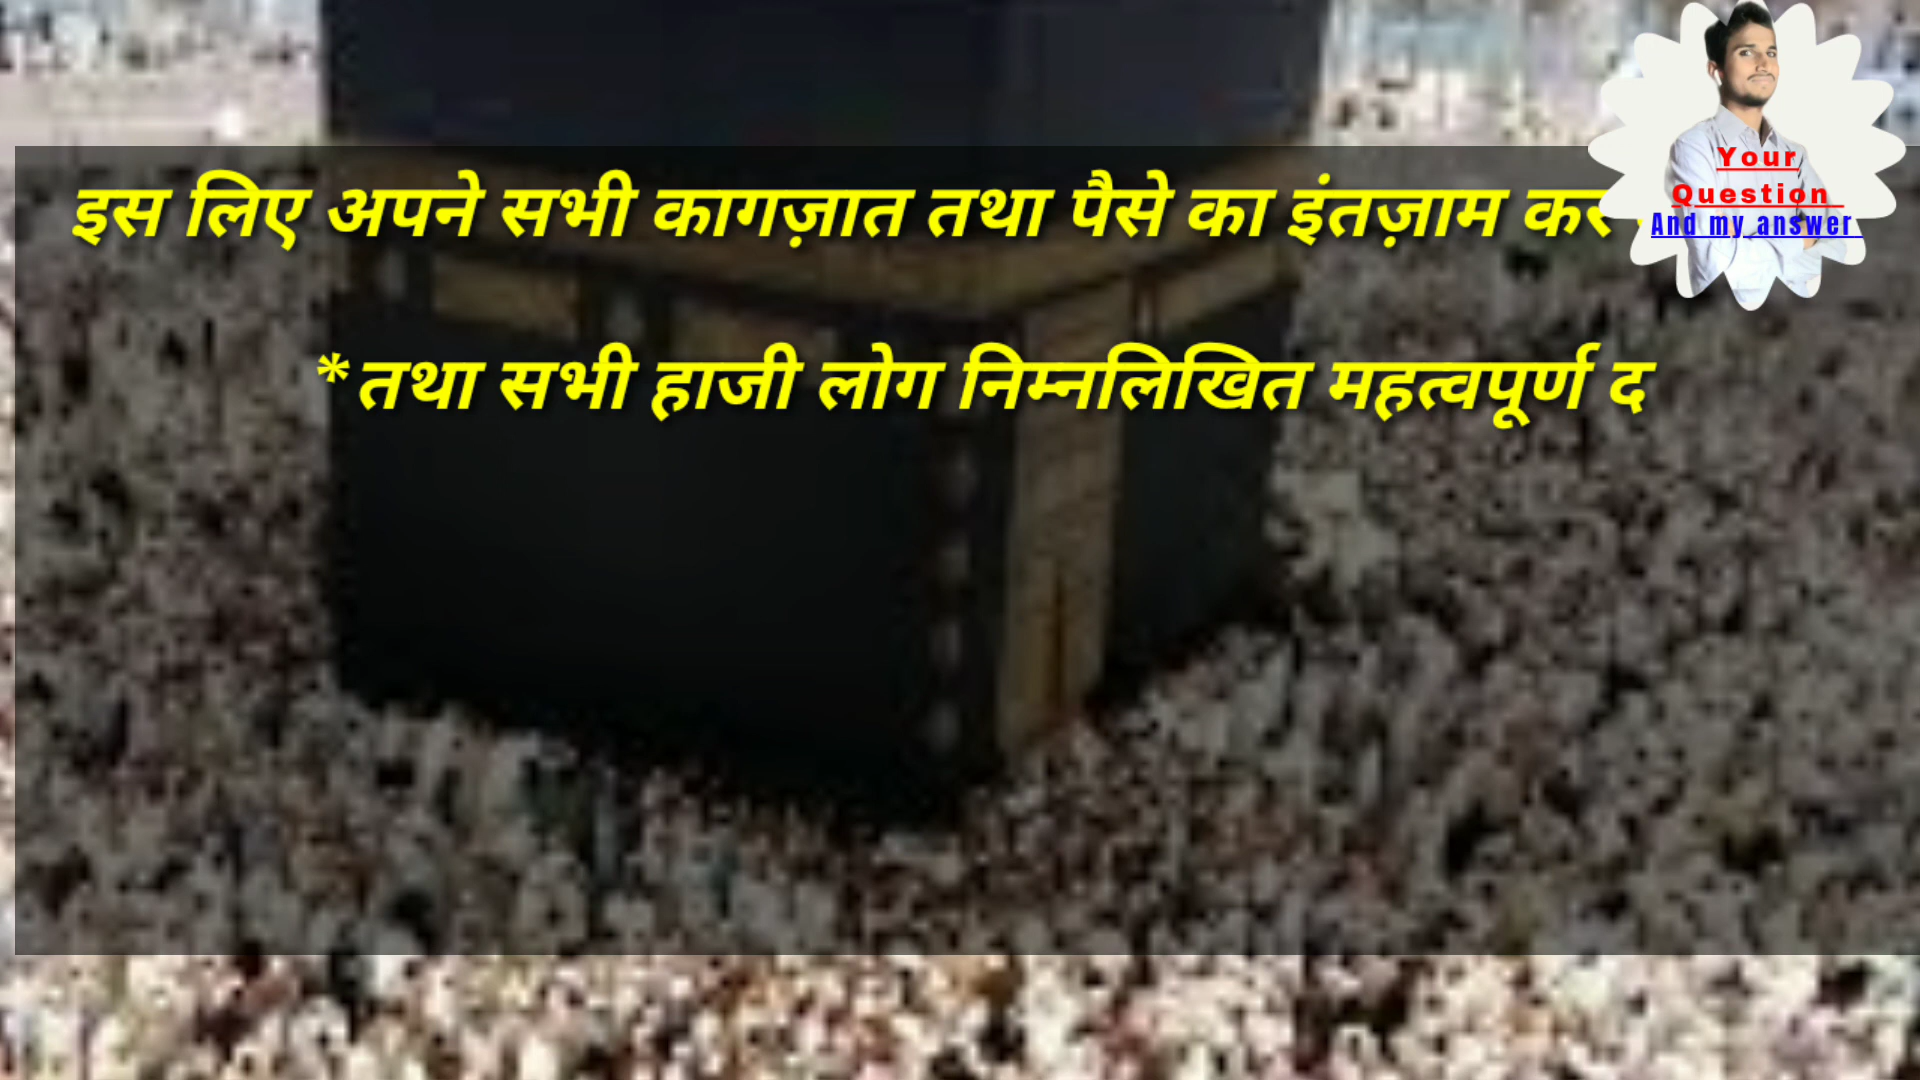 इस लिए अपने सभी कागज़ात तथा पैसे का इंतज़ाम कर
*तथा सभी हाजी लोग निम्नलिखित महत्वपूर्ण द
Your
Question
And my answer